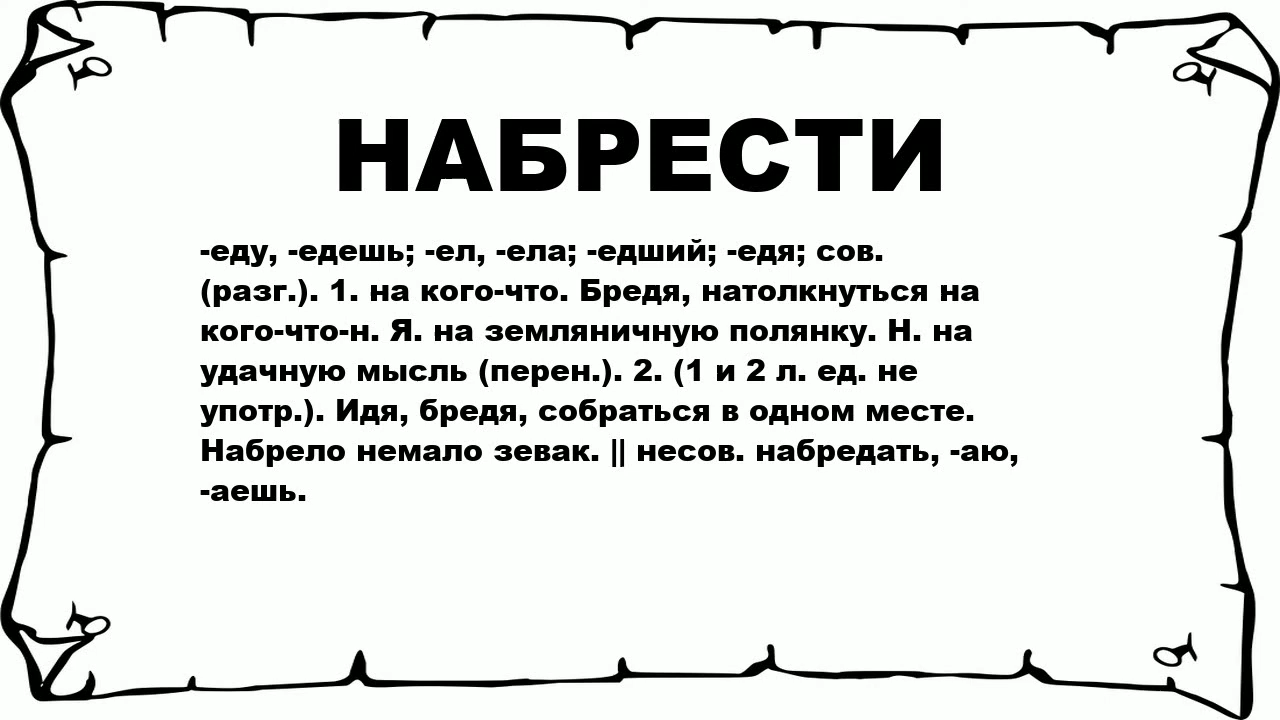 НАБРЕСТИ
-еду, -едешь; -ел, -ела; -едший; -едя; сов.
(разг.). 1. на кого-что. Бредя, натолкнуться на
кого-что-н. Я. на земляничную полянку. Н. на
удачную мысль (перен.). 2. (1 и 2 л. ед. не
употр.). Идя, бредя, собраться в одном месте.
Набрело немало зевак. || несов. набредать, -аю,
-аешь.